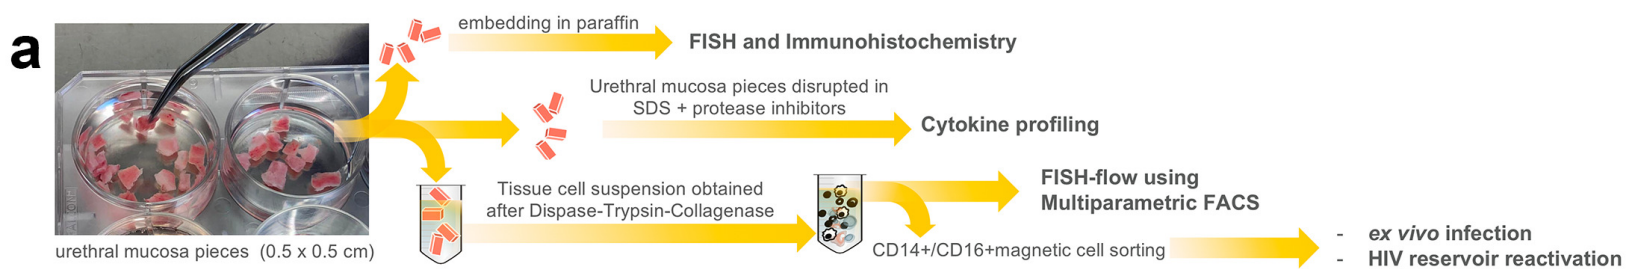 a
embedding in paraffin
FISH and Immunohistochemistry
Urethral mucosa pieces disrupted in
SDS + protease inhibitors
Cytokine profiling
Tissue cell suspension obtained
after Dispase-Trypsin-Collagenase
FISH-flow using
Multiparametric FACS
urethral mucosa pieces (0.5 x 0.5 cm)
CD14+/CD16+magnetic cell sorting
- ex vivo infection
- HIV reservoir reactivation